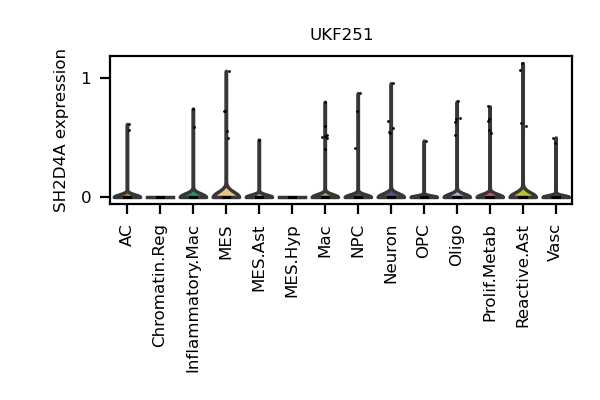 UKF251
SH2D4A expression
1
0
AC
Chromatin.Reg
Inflammatory.Mac
MES
MES.Ast
MES.Hyp
Mac
NPC
Neuron
OPC
Oligo
Prolif.Metab
Reactive.Ast
Vasc